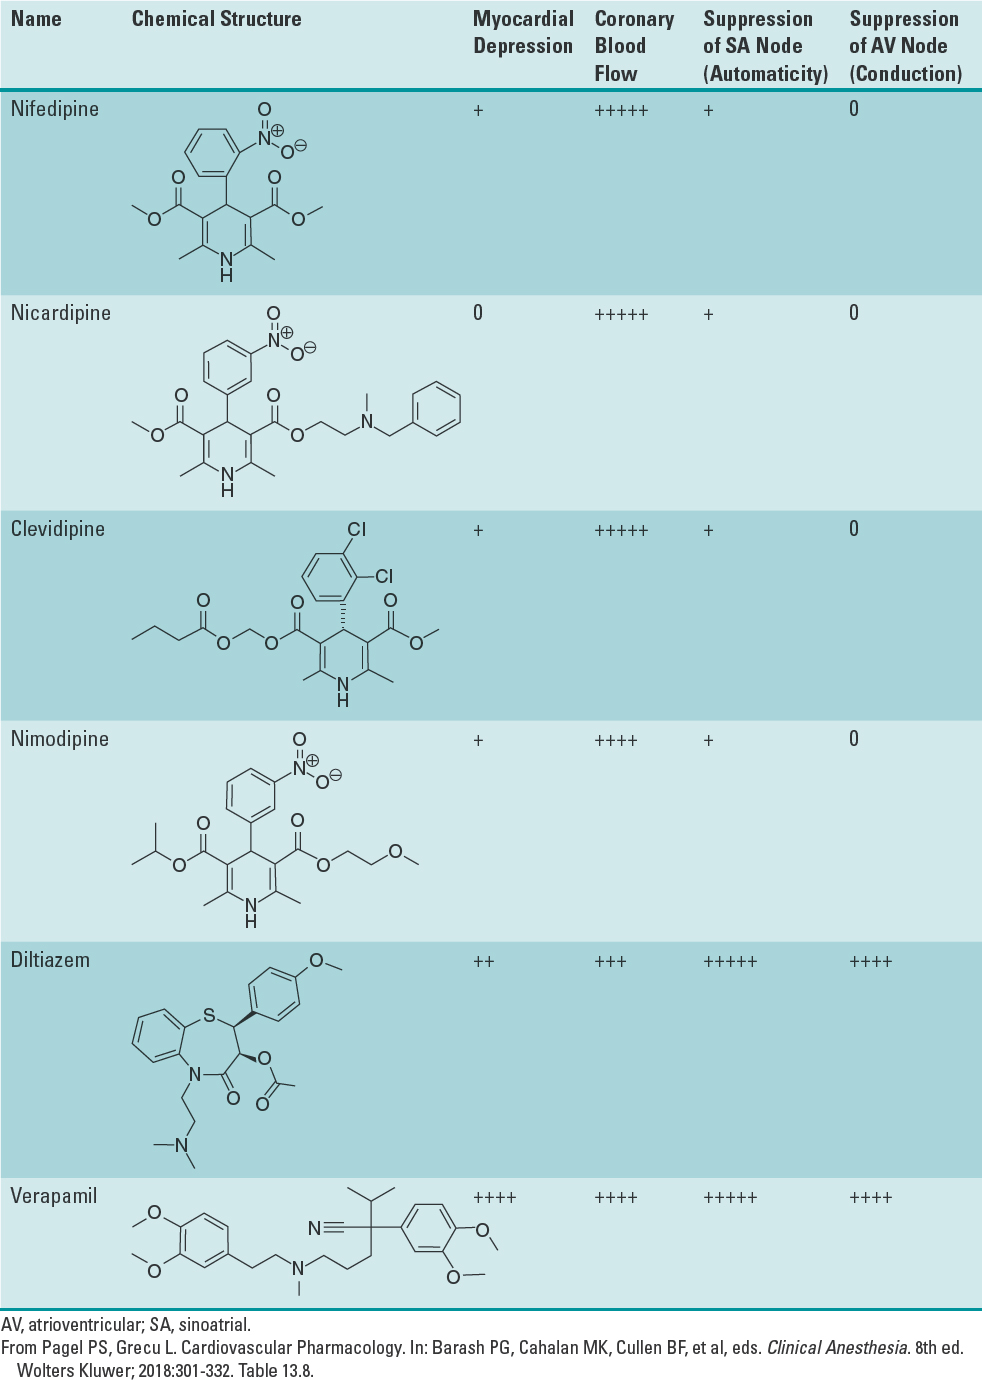 Name Chemical Structure Myocardial Depression Coronary Blood Flow Suppression of SA Node (Automaticity) Suppression of AV Node (Conduction)
Nifedipine + +++++ + 0
O
N⊕
O⊖
O O
O O
N
H
Nicardipine 0 +++++ + 0
O
N⊕
O⊖
O O
O O N
N
H
Clevidipine + +++++ + 0
Cl
Cl
O O O
O O O
N
H
Nimodipine + ++++ + 0
O
N⊕
O⊖
O O
O O O
N
H
Diltiazem ++ +++ +++++ ++++
O
S
O
N
O O
N
Verapamil ++++ ++++ +++++ ++++
O N O
O N O
AV, atrioventricular; SA, sinoatrial.
From Pagel PS, Grecu L. Cardiovascular Pharmacology. In: Barash PG, Cahalan MK, Cullen BF, et al, eds. Clinical Anesthesia. 8th ed.
Wolters Kluwer; 2018:301-332. Table 13.8.